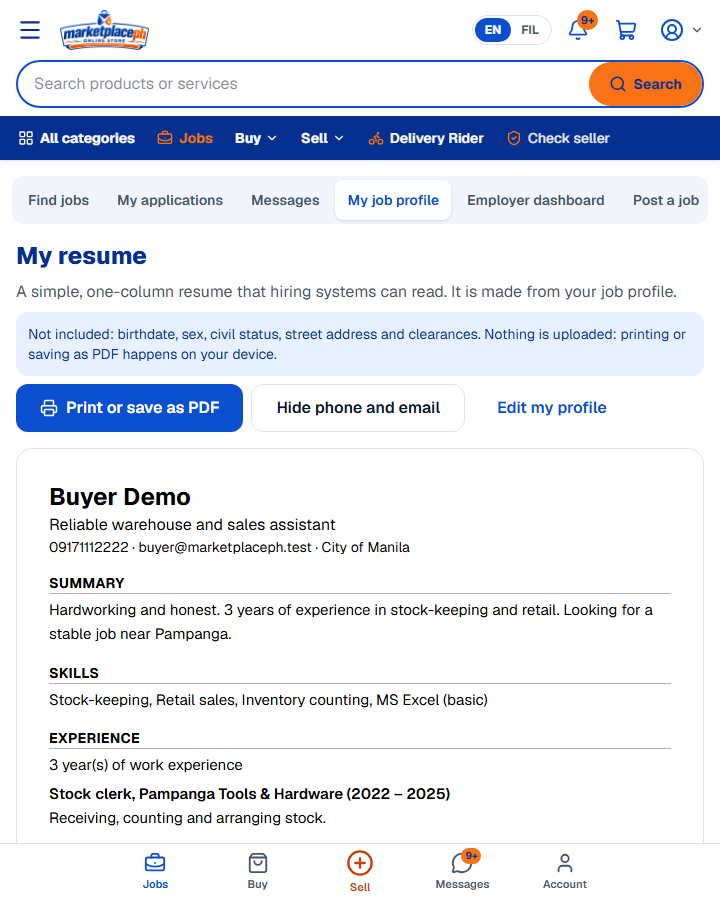 marketplaceph
ONLINE STORE
EN
FIL
9+
Search products or services
Search
All categories
Jobs
Buy
Sell
Delivery Rider
Check seller
Find jobs
My applications
Messages
My job profile
Employer dashboard
Post a job
My resume
A simple, one-column resume that hiring systems can read. It is made from your job profile.
Not included: birthdate, sex, civil status, street address and clearances. Nothing is uploaded: printing or
saving as PDF happens on your device.
Print or save as PDF
Hide phone and email
Edit my profile
Buyer Demo
Reliable warehouse and sales assistant
09171112222 · buyer@marketplaceph.test · City of Manila
SUMMARY
Hardworking and honest. 3 years of experience in stock-keeping and retail. Looking for a
stable job near Pampanga.
SKILLS
Stock-keeping, Retail sales, Inventory counting, MS Excel (basic)
EXPERIENCE
3 year(s) of work experience
Stock clerk, Pampanga Tools & Hardware (2022 – 2025)
Receiving, counting and arranging stock.
Jobs
Buy
Sell
9+
Messages
Account